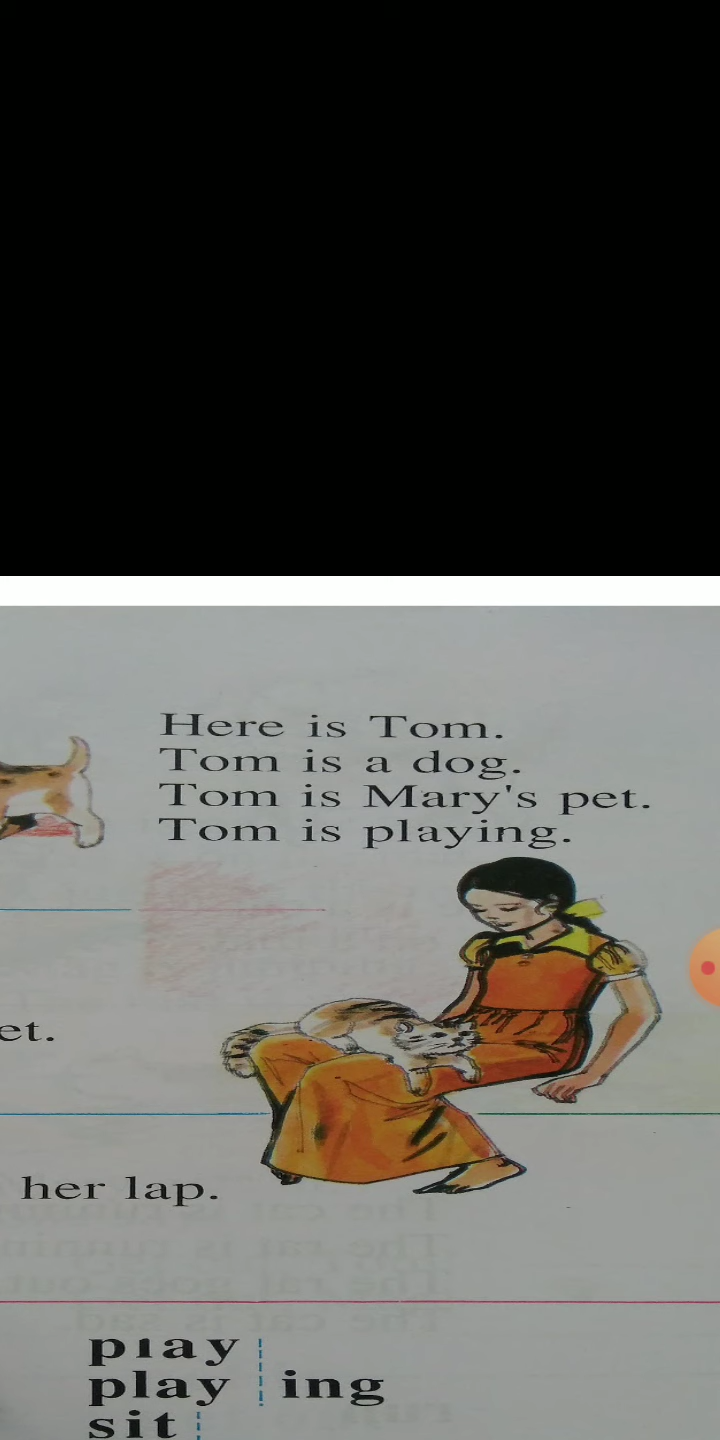 Here is Tom.
Tom is a dog.
Tom is Mary's pet.
Tom is playing.
et.
her lap.
play
play ing
sit